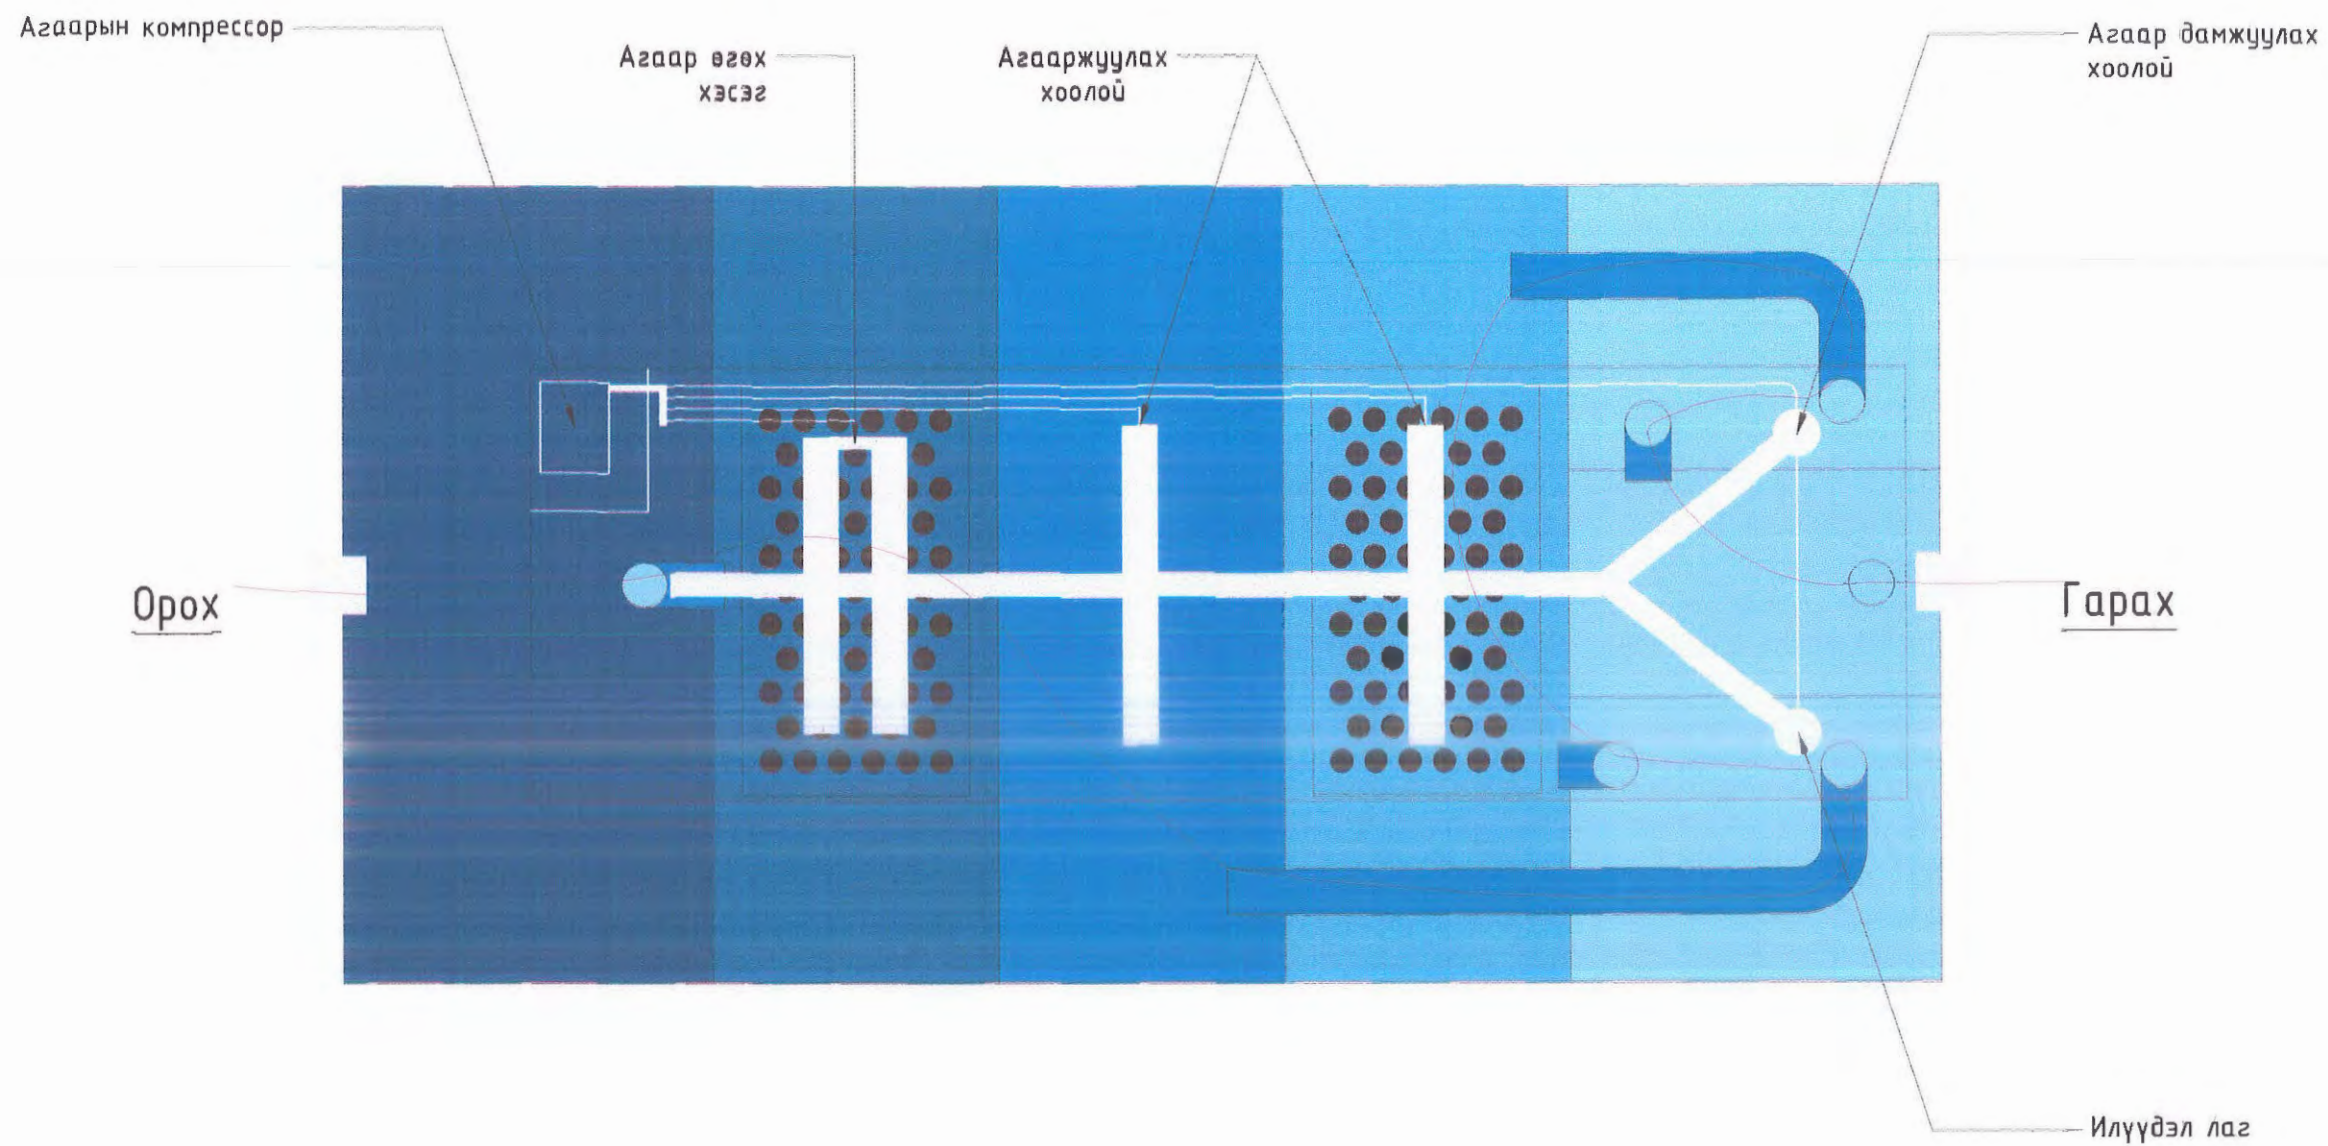 Агаарын компрессор
Агаар өгөх
хэсэг
Агааржуулах
хоолой
Агаар дамжуулах
хоолой
Орох
Гарах
Илүүдэл лаг